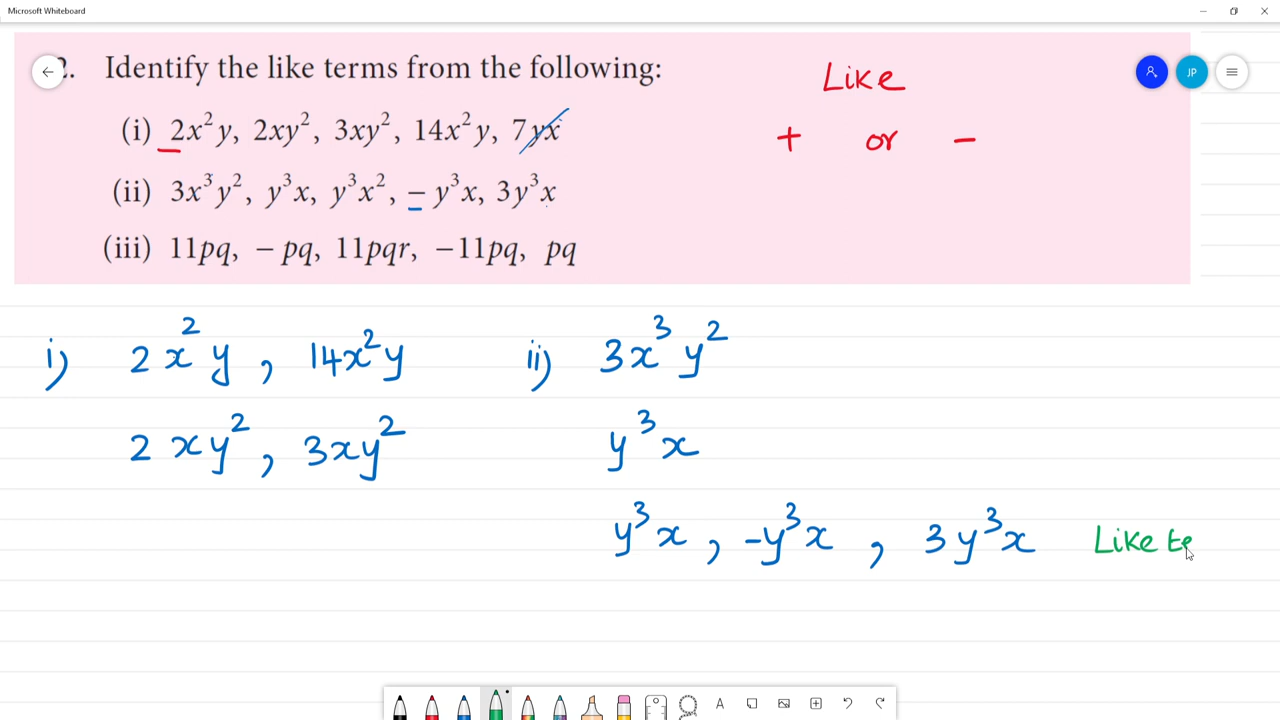 Microsoft Whiteboard
2. Identify the like terms from the following:
(i) 2x²y, 2xy², 3xy², 14x²y, 7yx
(ii) 3x³y², y³x, y³x², − y³x, 3y³x
(iii) 11pq, − pq, 11pqr, −11pq, pq
Like
+ or −
JP
i) 2x²y, 14x²y
2xy², 3xy²
ii) 3x³y²
y³x
y³x, -y³x, 3y³x Like te
A